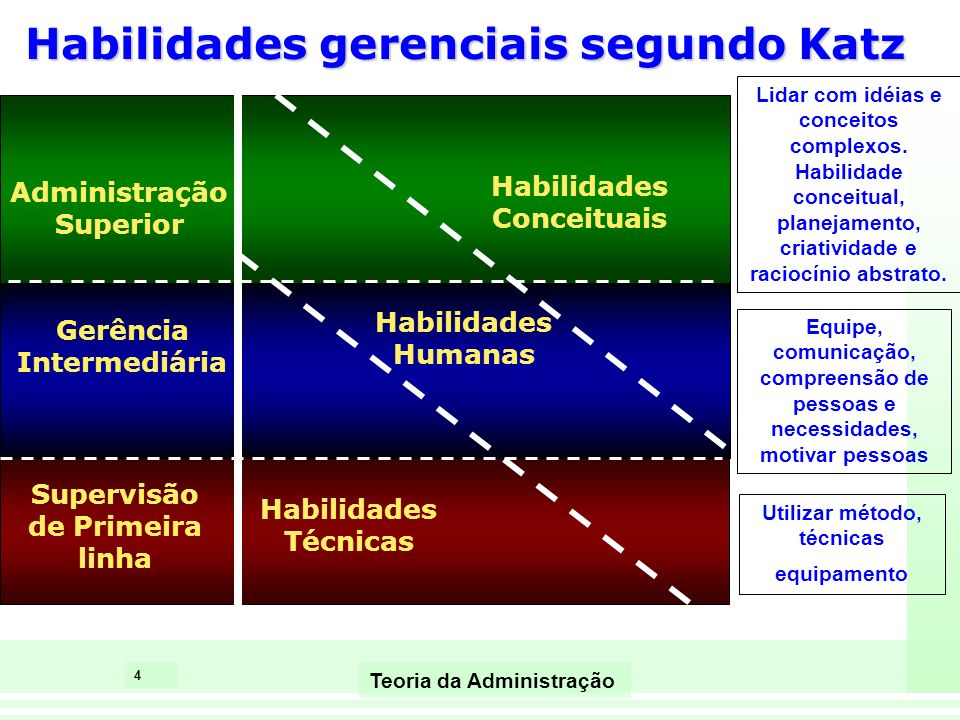 Habilidades gerenciais segundo Katz
Administração
Superior
Habilidades
Conceituais
Lidar com idéias e
conceitos
complexos.
Habilidade
conceitual,
planejamento,
criatividade e
raciocínio abstrato.
Gerência
Intermediária
Habilidades
Humanas
Equipe,
comunicação,
compreensão de
pessoas e
necessidades,
motivar pessoas
Supervisão
de Primeira
linha
Habilidades
Técnicas
Utilizar método,
técnicas
equipamento
4
Teoria da Administração